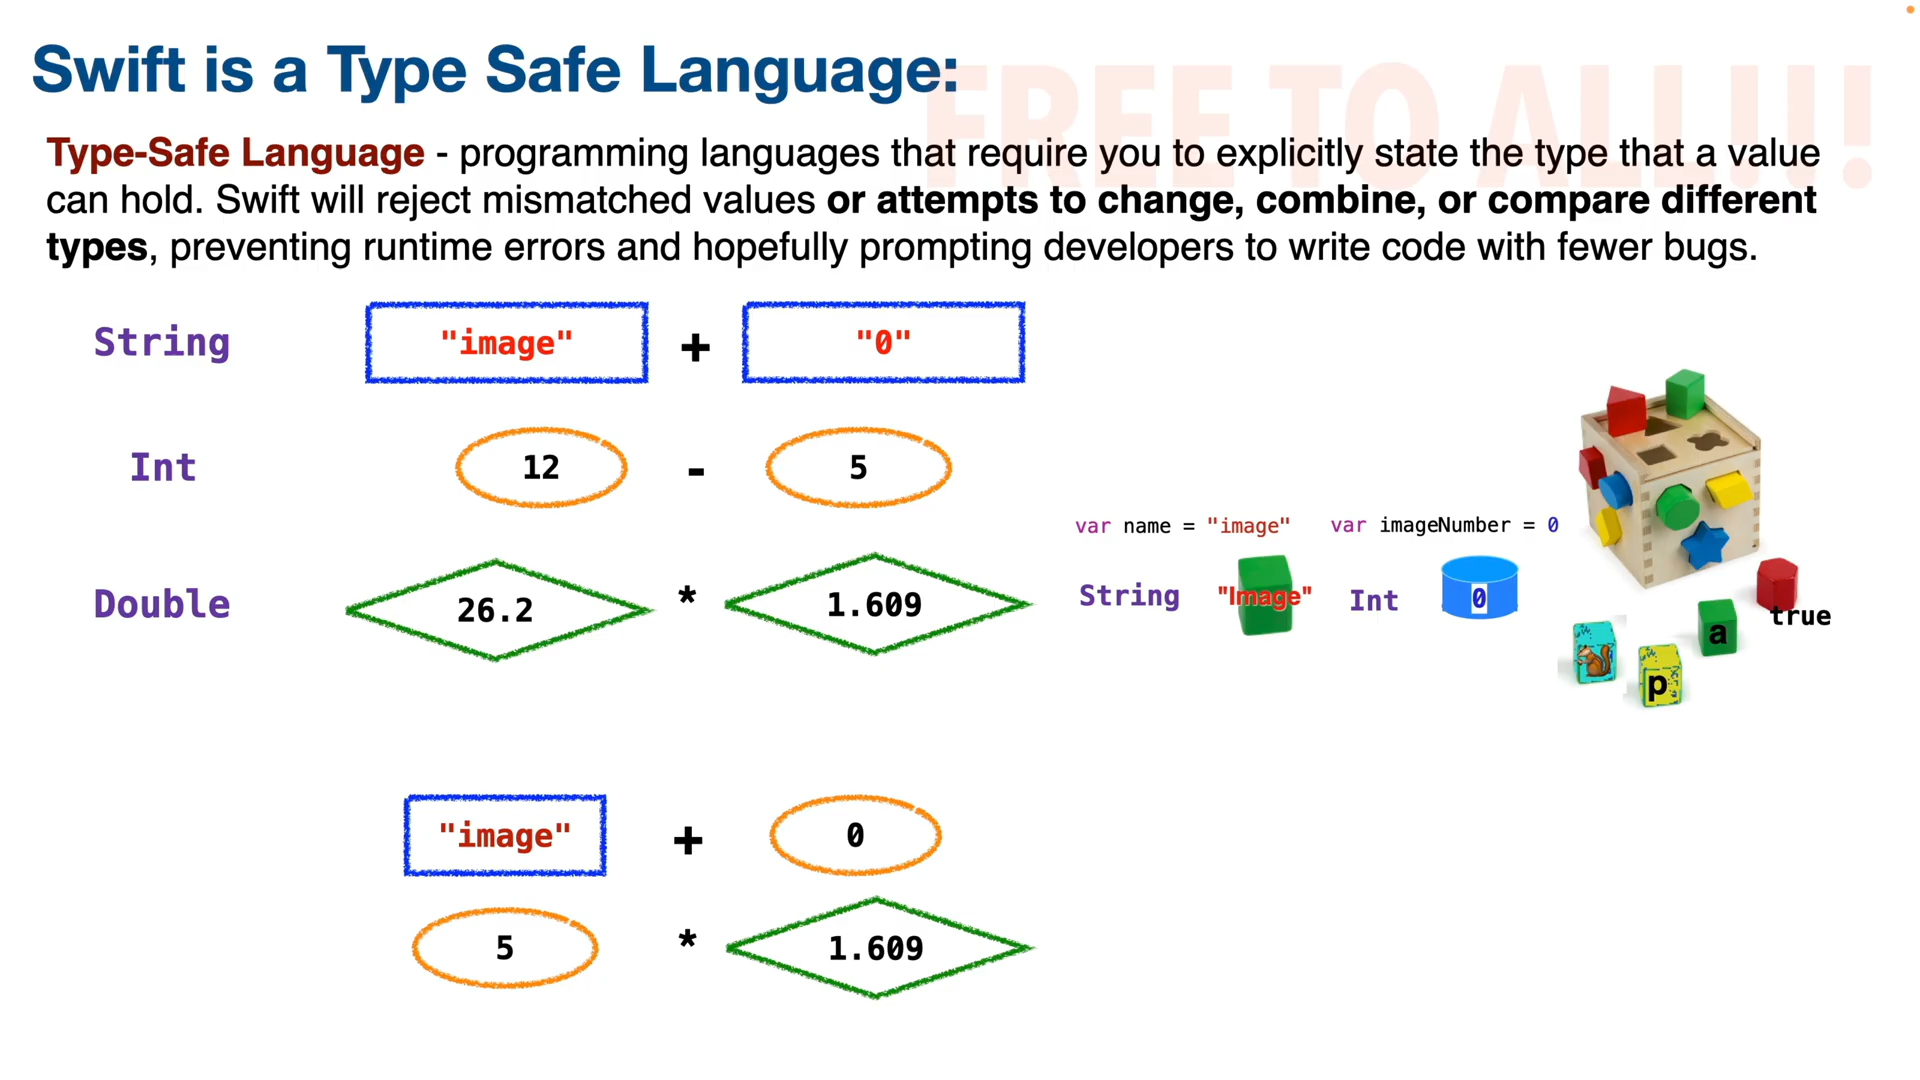 Swift is a Type Safe Language:
FREE TO ALL!!!
Type-Safe Language - programming languages that require you to explicitly state the type that a value
can hold. Swift will reject mismatched values or attempts to change, combine, or compare different
types, preventing runtime errors and hopefully prompting developers to write code with fewer bugs.
String "image" + "0"
Int 12 - 5
var name = "image" var imageNumber = 0
Double 26.2 * 1.609
String "Image" Int 0
true
a
p
"image" + 0
5 * 1.609